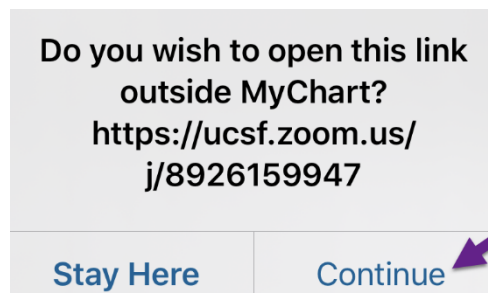 Do you wish to open this link
outside MyChart?
https://ucsf.zoom.us/
j/8926159947
Stay Here
Continue